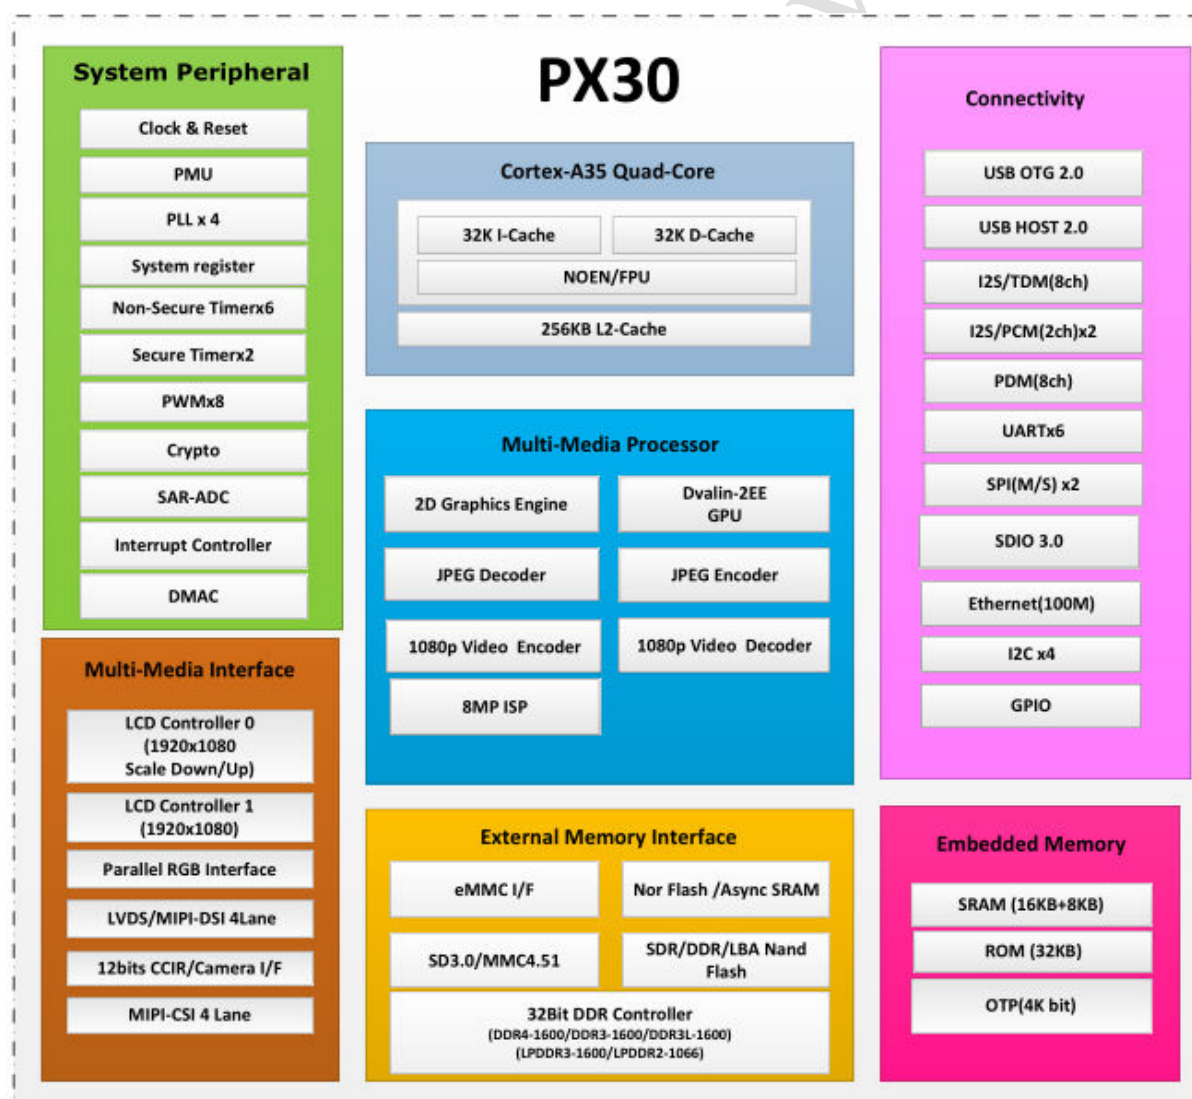 PX30
System Peripheral
Clock & Reset
PMU
PLL x 4
System register
Non-Secure Timerx6
Secure Timerx2
PWMx8
Crypto
SAR-ADC
Interrupt Controller
DMAC
Multi-Media Interface
LCD Controller 0
(1920x1080
Scale Down/Up)
LCD Controller 1
(1920x1080)
Parallel RGB Interface
LVDS/MIPI-DSI 4Lane
12bits CCIR/Camera I/F
MIPI-CSI 4 Lane
Cortex-A35 Quad-Core
32K I-Cache
32K D-Cache
NOEN/FPU
256KB L2-Cache
Multi-Media Processor
2D Graphics Engine
Dvalin-2EE
GPU
JPEG Decoder
JPEG Encoder
1080p Video Encoder
1080p Video Decoder
8MP ISP
External Memory Interface
eMMC I/F
Nor Flash /Async SRAM
SD3.0/MMC4.51
SDR/DDR/LBA Nand
Flash
32Bit DDR Controller
(DDR4-1600/DDR3-1600/DDR3L-1600)
(LPDDR3-1600/LPDDR2-1066)
Connectivity
USB OTG 2.0
USB HOST 2.0
I2S/TDM(8ch)
I2S/PCM(2ch)x2
PDM(8ch)
UARTx6
SPI(M/S) x2
SDIO 3.0
Ethernet(100M)
I2C x4
GPIO
Embedded Memory
SRAM (16KB+8KB)
ROM (32KB)
OTP(4K bit)